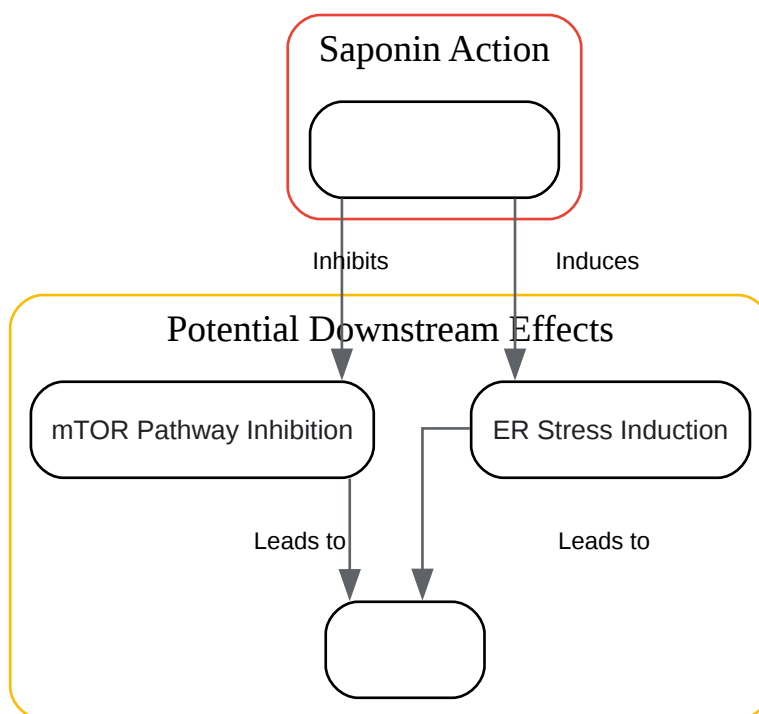 Saponin Action
Inhibits
Induces
Potential Downstream Effects
mTOR Pathway Inhibition
ER Stress Induction
Leads to
Leads to